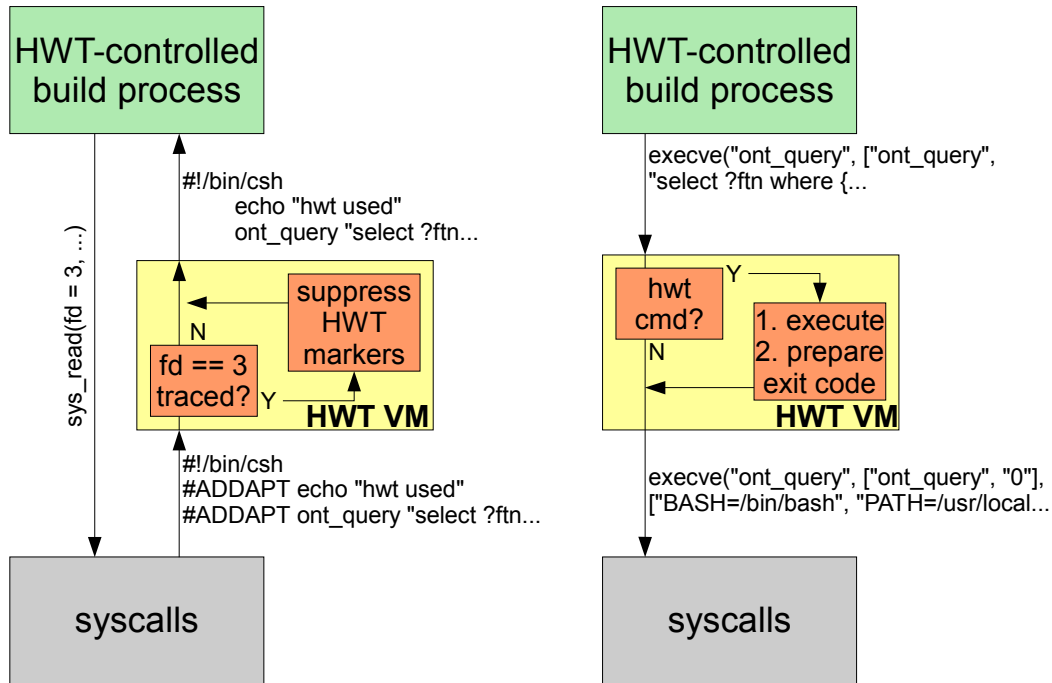 HWT-controlled
build process
sys_read(fd = 3, ...)
#!/bin/csh
echo "hwt used"
ont_query "select ?ftn...
suppress
HWT
markers
N
fd == 3
traced?
Y
HWT VM
#!/bin/csh
#ADDAPT echo "hwt used"
#ADDAPT ont_query "select ?ftn...
syscalls
HWT-controlled
build process
execve("ont_query", ["ont_query",
"select ?ftn where {...
hwt
cmd?
Y
N
1. execute
2. prepare
exit code
HWT VM
execve("ont_query", ["ont_query", "0"],
["BASH=/bin/bash", "PATH=/usr/local...
syscalls